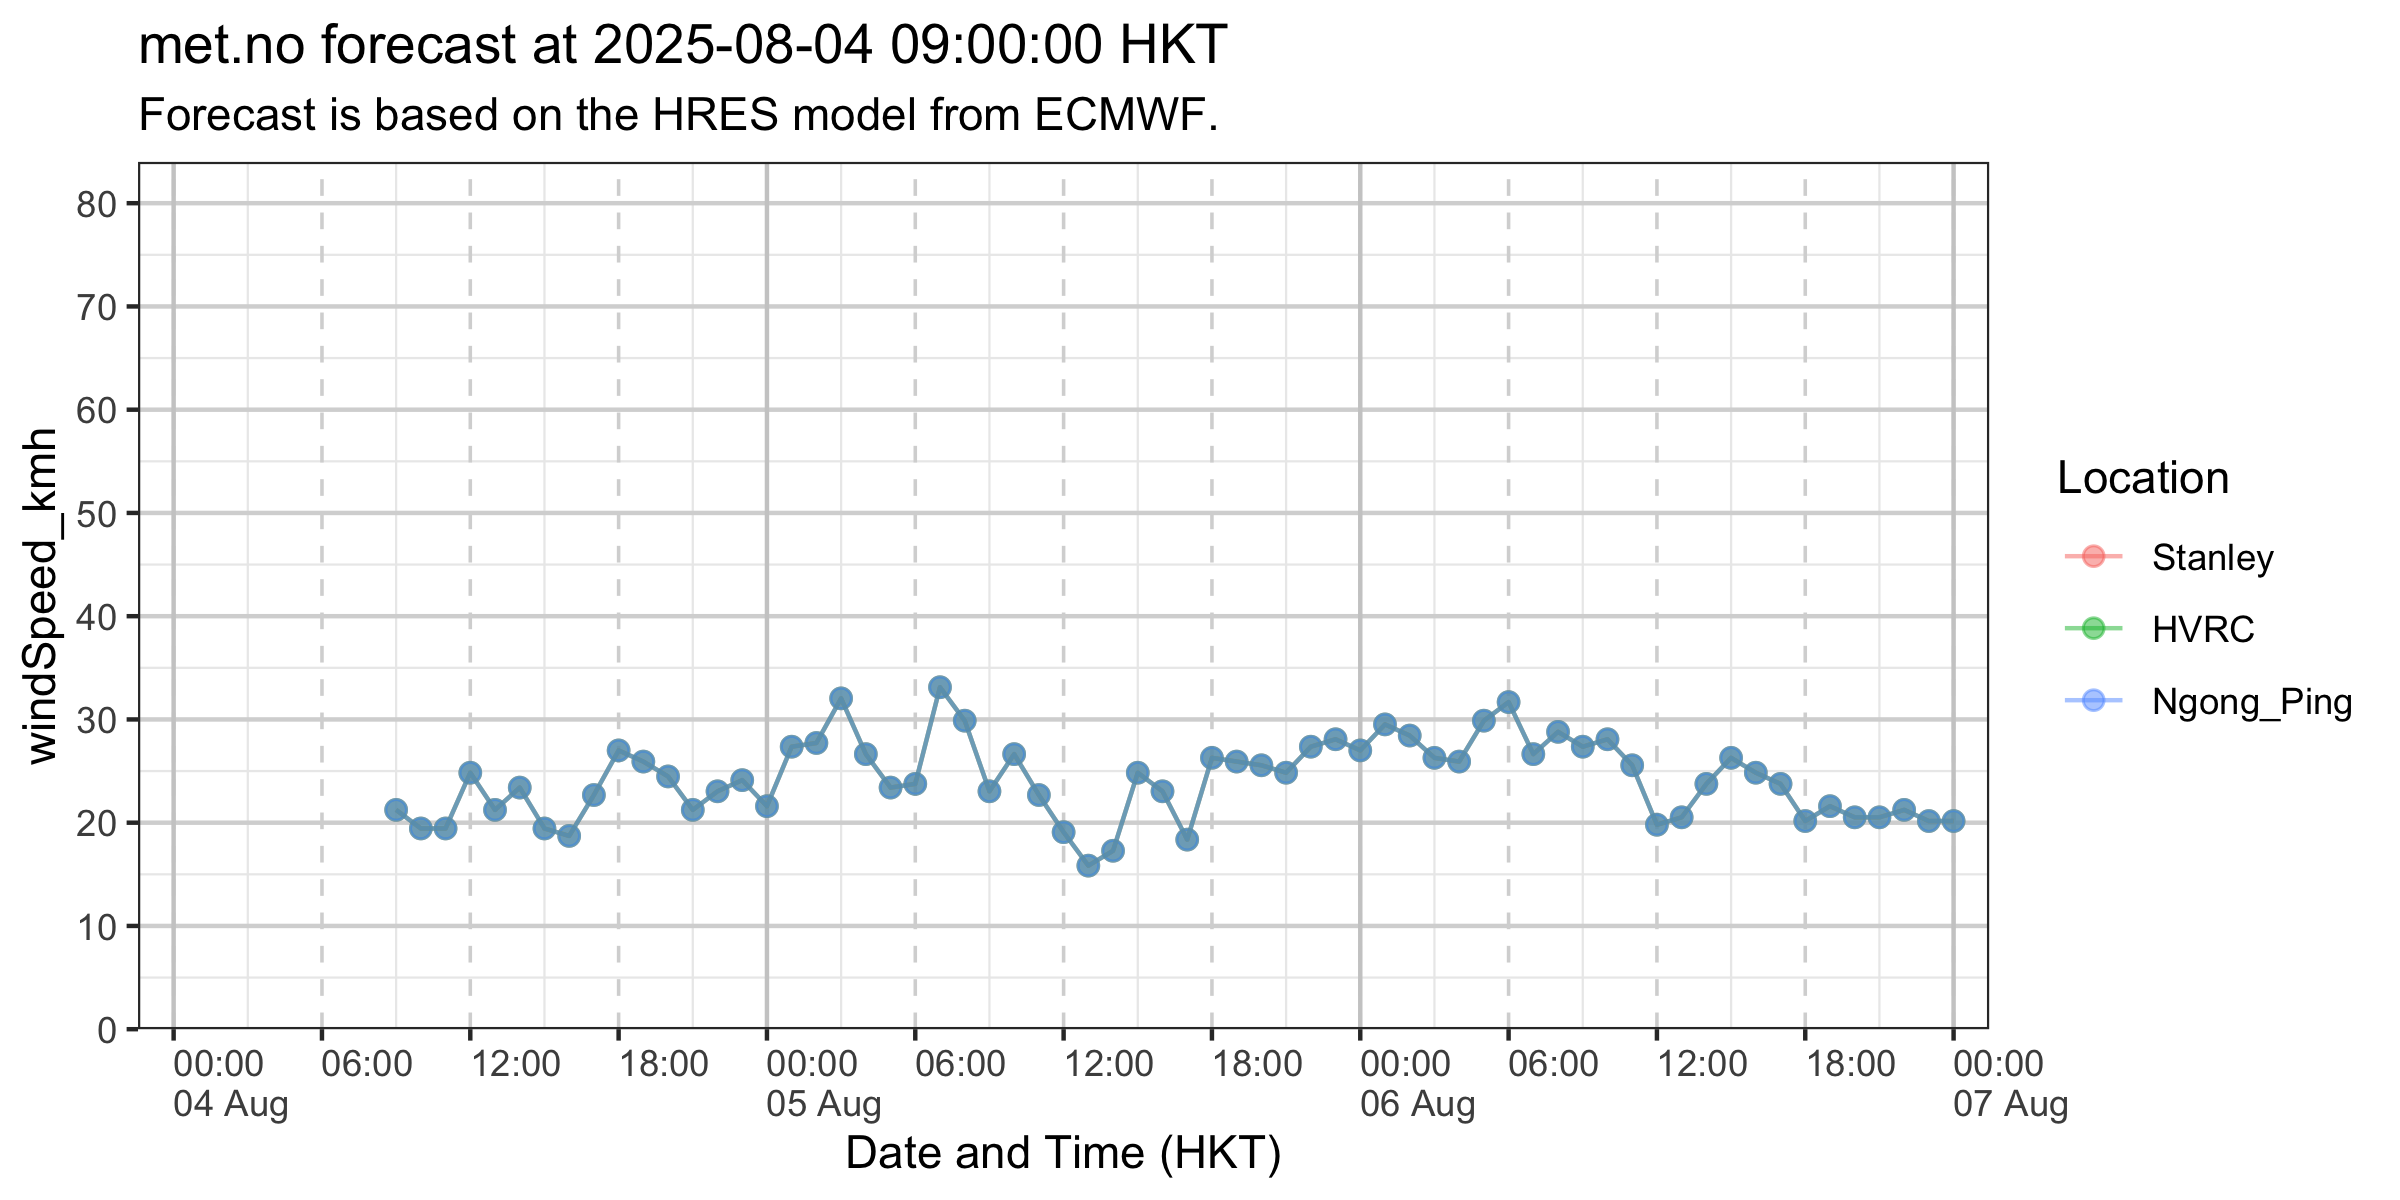 met.no forecast at 2025-08-04 09:00:00 HKT
Forecast is based on the HRES model from ECMWF.
windSpeed_kmh
80
70
60
50
40
30
20
10
0
00:00 06:00 12:00 18:00 00:00 06:00 12:00 18:00 00:00 06:00 12:00 18:00 00:00
04 Aug 05 Aug 06 Aug 07 Aug
Date and Time (HKT)
Location
Stanley
HVRC
Ngong_Ping